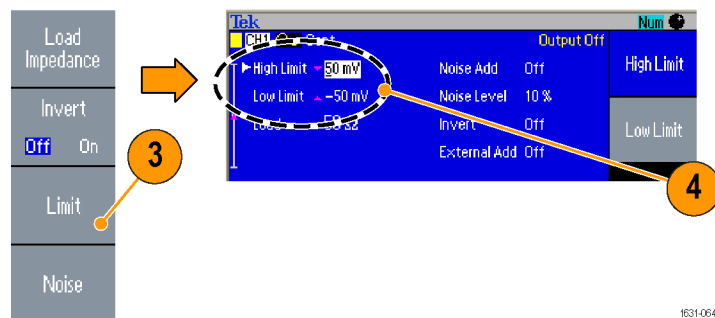 Load
Impedance
Invert
Off On
Limit
Noise
3
Tek
Num
CH1
Output Off
High Limit 50 mV
Low Limit -50 mV
Noise Add Off
Noise Level 10 %
Invert Off
External Add Off
High Limit
Low Limit
4
1631-064